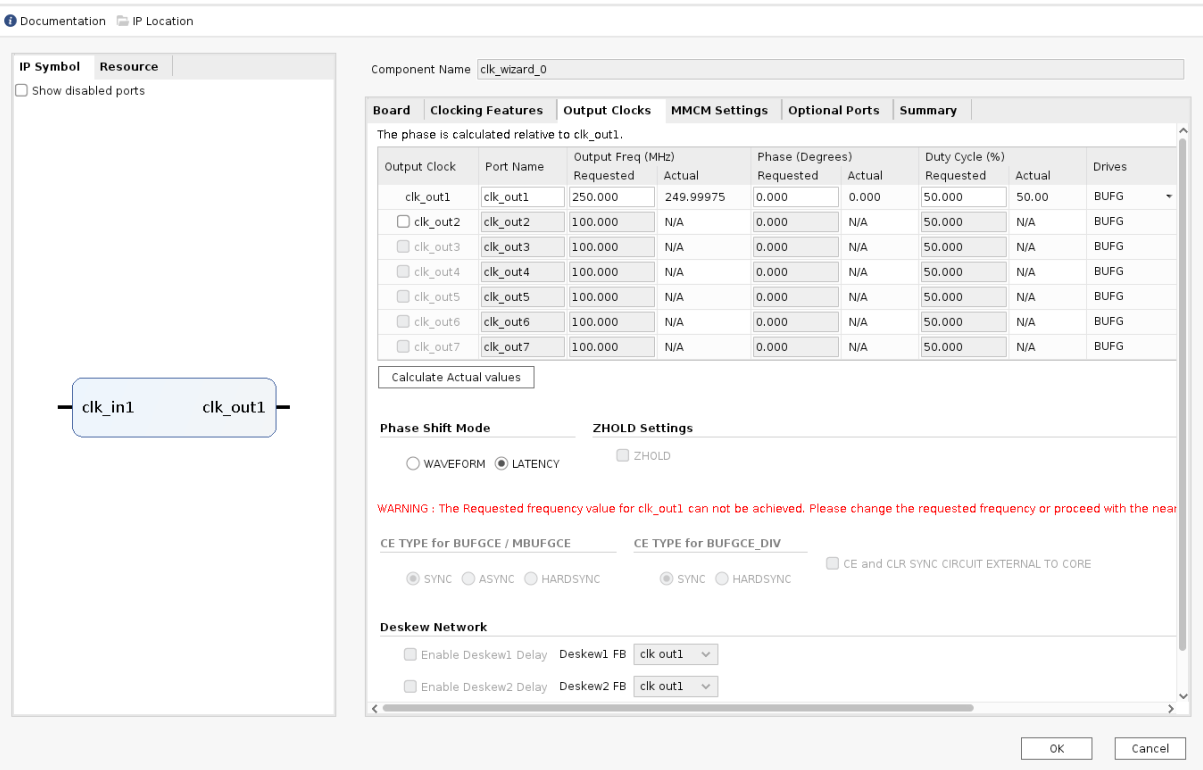 Documentation IP Location
IP Symbol Resource
Show disabled ports
clk_in1 clk_out1
Component Name clk_wizard_0
Board Clocking Features Output Clocks MMCM Settings Optional Ports Summary
The phase is calculated relative to clk_out1.
Output Clock Port Name Output Freq (MHz) Phase (Degrees) Duty Cycle (%) Drives
Requested Actual Requested Actual Requested Actual
clk_out1 clk_out1 250.000 249.99975 0.000 0.000 50.000 50.00 BUFG
clk_out2 clk_out2 100.000 N/A 0.000 N/A 50.000 N/A BUFG
clk_out3 clk_out3 100.000 N/A 0.000 N/A 50.000 N/A BUFG
clk_out4 clk_out4 100.000 N/A 0.000 N/A 50.000 N/A BUFG
clk_out5 clk_out5 100.000 N/A 0.000 N/A 50.000 N/A BUFG
clk_out6 clk_out6 100.000 N/A 0.000 N/A 50.000 N/A BUFG
clk_out7 clk_out7 100.000 N/A 0.000 N/A 50.000 N/A BUFG
Calculate Actual values
Phase Shift Mode ZHOLD Settings
WAVEFORM LATENCY ZHOLD
WARNING : The Requested frequency value for clk_out1 can not be achieved. Please change the requested frequency or proceed with the near
CE TYPE for BUFGCE / MBUFGCE CE TYPE for BUFGCE_DIV
CE and CLR SYNC CIRCUIT EXTERNAL TO CORE
SYNC ASYNC HARDSYNC SYNC HARDSYNC
Deskew Network
Enable Deskew1 Delay Deskew1 FB clk out1
Enable Deskew2 Delay Deskew2 FB clk out1
OK Cancel